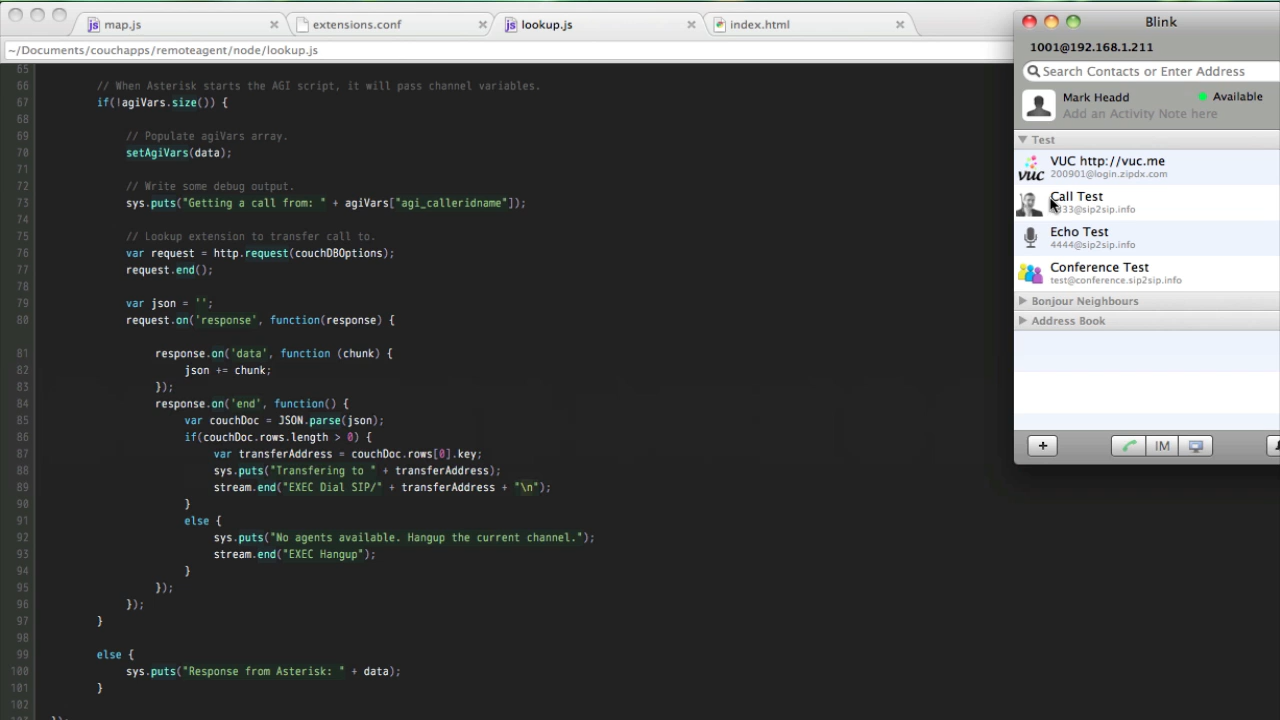 map.js
extensions.conf
lookup.js
index.html
~/Documents/couchapps/remoteagent/node/lookup.js
65
66 // When Asterisk starts the AGI script, it will pass channel variables.
67 if(!agiVars.size()) {
68
69 // Populate agiVars array.
70 setAgiVars(data);
71
72 // Write some debug output.
73 sys.puts("Getting a call from: " + agiVars["agi_calleridname"]);
74
75 // Lookup extension to transfer call to.
76 var request = http.request(couchDBOptions);
77 request.end();
78
79 var json = '';
80 request.on('response', function(response) {
81 response.on('data', function (chunk) {
82 json += chunk;
83 });
84 response.on('end', function() {
85 var couchDoc = JSON.parse(json);
86 if(couchDoc.rows.length > 0) {
87 var transferAddress = couchDoc.rows[0].key;
88 sys.puts("Transfering to " + transferAddress);
89 stream.end("EXEC Dial SIP/" + transferAddress + "\n");
90 }
91 else {
92 sys.puts("No agents available. Hangup the current channel.");
93 stream.end("EXEC Hangup");
94 }
95 });
96 });
97 }
98
99 else {
100 sys.puts("Response from Asterisk: " + data);
101 }
102
});
Blink
1001@192.168.1.211
Search Contacts or Enter Address
Mark Headd Available
Add an Activity Note here
Test
vuc
VUC http://vuc.me
200901@login.zipdx.com
Call Test
333@sip2sip.info
Echo Test
4444@sip2sip.info
Conference Test
test@conference.sip2sip.info
Bonjour Neighbours
Address Book
+ IM